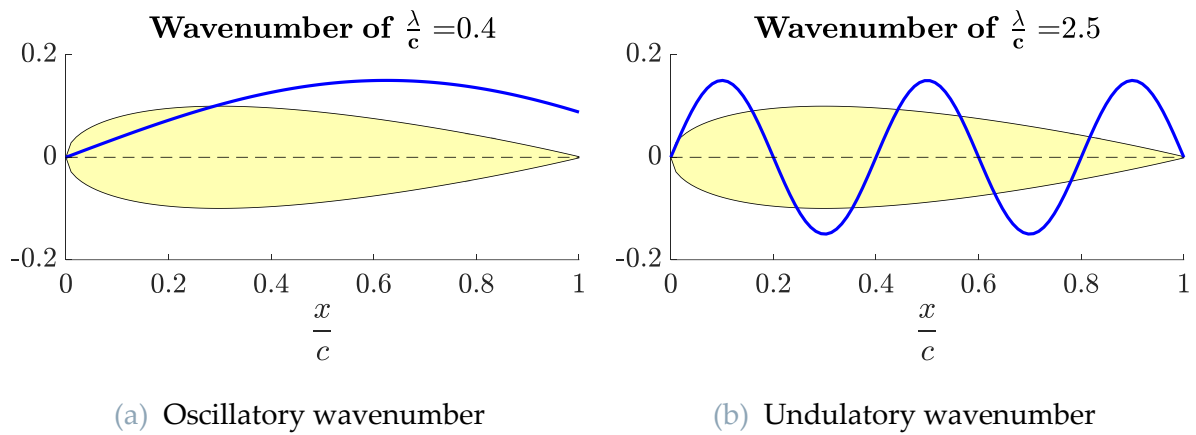 Wavenumber of λ/c =0.4
0.2
0
-0.2
0 0.2 0.4 0.6 0.8 1
x/c
(a) Oscillatory wavenumber
Wavenumber of λ/c =2.5
0.2
0
-0.2
0 0.2 0.4 0.6 0.8 1
x/c
(b) Undulatory wavenumber